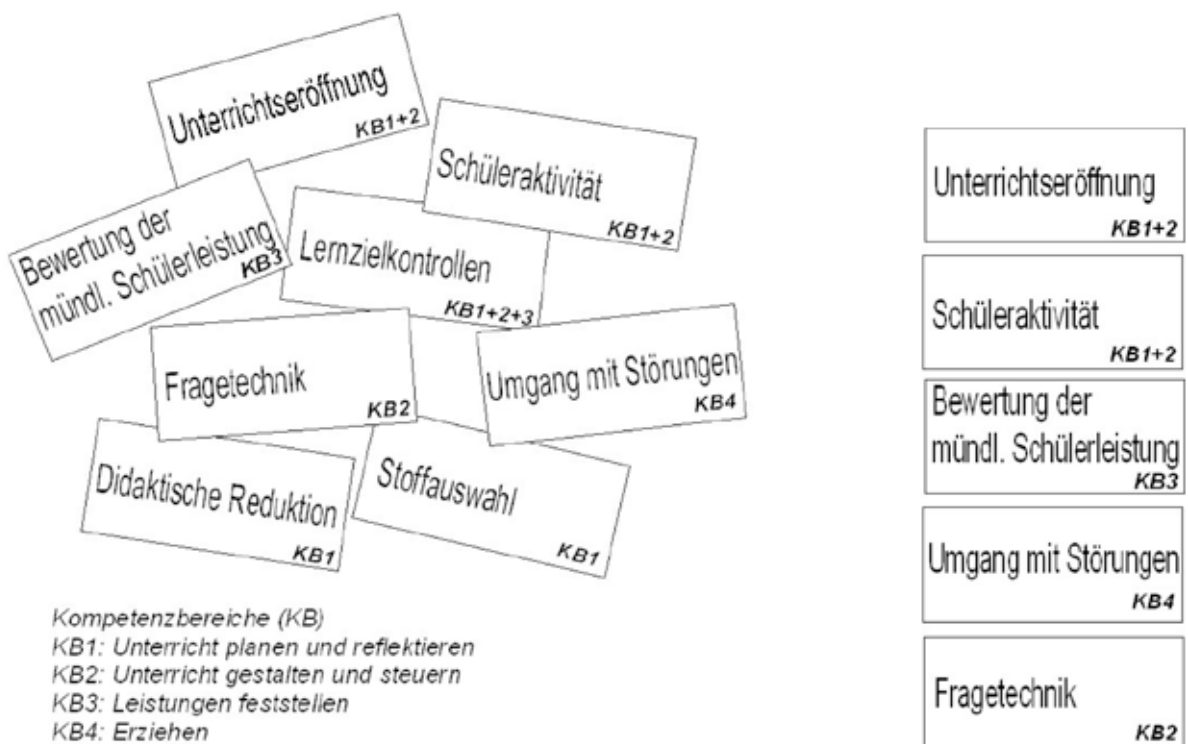 Unterrichtseröffnung
KB1+2
Schüleraktivität
KB1+2
Bewertung der
mündl. Schülerleistung
KB3
Lernzielkontrollen
KB1+2+3
Fragetechnik
KB2
Umgang mit Störungen
KB4
Didaktische Reduktion
KB1
Stoffauswahl
KB1
Kompetenzbereiche (KB)
KB1: Unterricht planen und reflektieren
KB2: Unterricht gestalten und steuern
KB3: Leistungen feststellen
KB4: Erziehen
Unterrichtseröffnung
KB1+2
Schüleraktivität
KB1+2
Bewertung der
mündl. Schülerleistung
KB3
Umgang mit Störungen
KB4
Fragetechnik
KB2